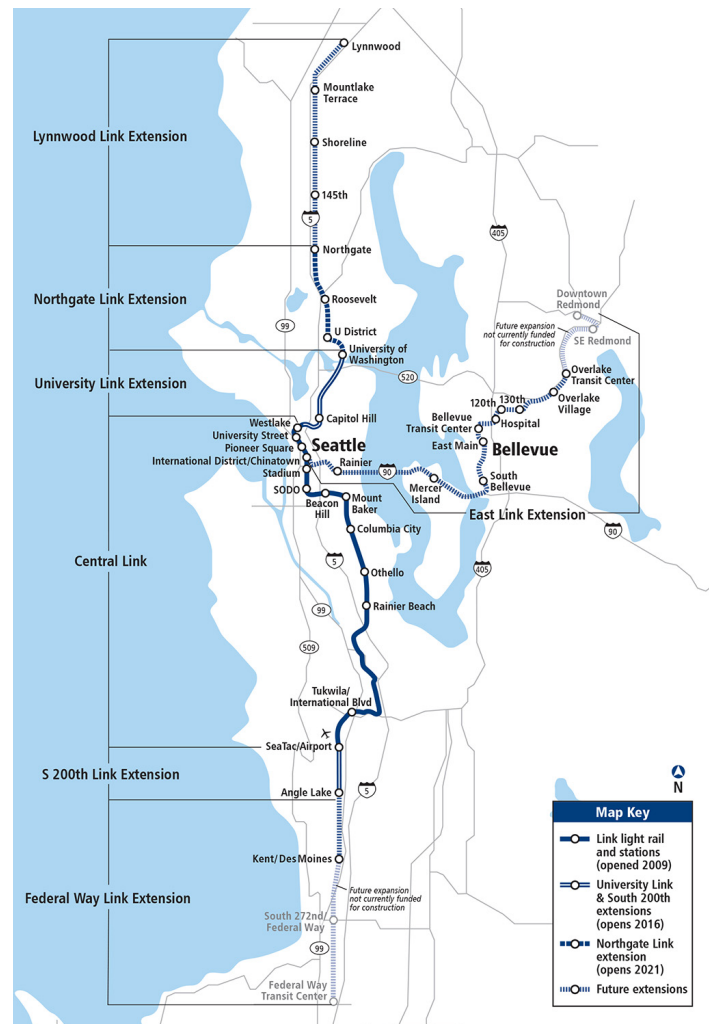 Lynnwood
Mountlake
Terrace
Lynnwood Link Extension
Shoreline
145th
5
405
Northgate
Northgate Link Extension
Roosevelt
Downtown
Redmond
99
U District
Future expansion
not currently funded
for construction
SE Redmond
University of
Washington
University Link Extension
520
Overlake
Transit Center
120th
130th
Overlake
Village
Westlake
Capitol Hill
Bellevue
Transit Center
Hospital
University Street
Seattle
Pioneer Square
East Main
Bellevue
International District/Chinatown
Rainier
90
Stadium
Mercer
Island
South
Bellevue
SODO
Beacon
Hill
Mount
Baker
East Link Extension
Columbia City
90
Central Link
5
405
Othello
99
Rainier Beach
509
Tukwila/
International Blvd
SeaTac/Airport
S 200th Link Extension
N
Angle Lake
5
Map Key
Link light rail
and stations
(opened 2009)
Kent/Des Moines
University Link
& South 200th
extensions
(opens 2016)
Federal Way Link Extension
Future expansion
not currently funded
for construction
South 272nd/
Federal Way
99
Northgate Link
extension
(opens 2021)
Federal Way
Transit Center
Future extensions